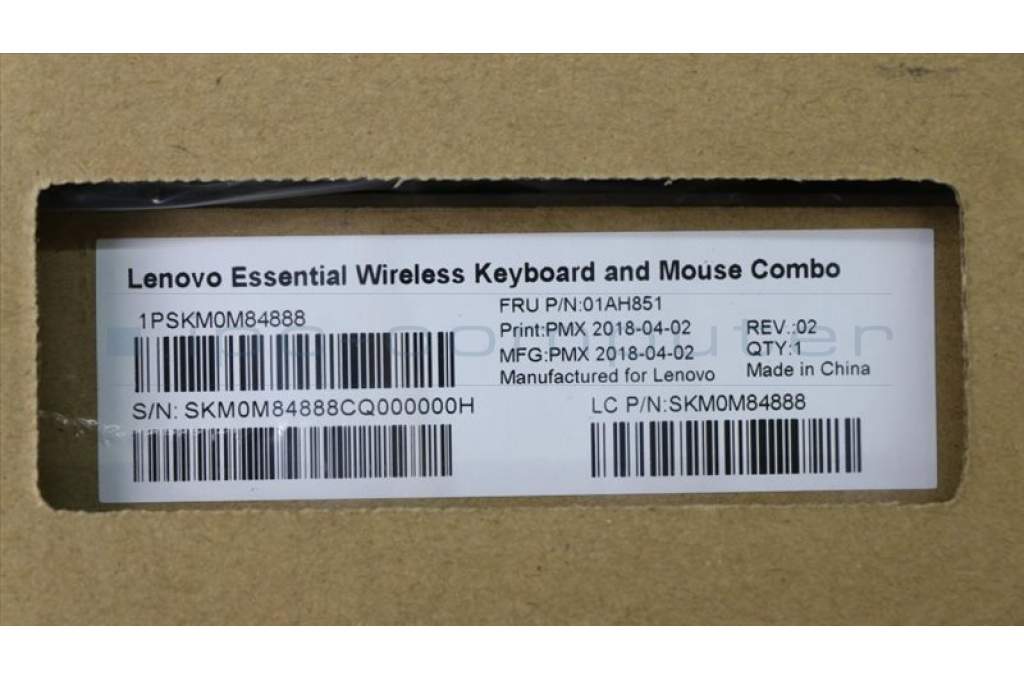 Lenovo Essential Wireless Keyboard and Mouse Combo
1PSKM0M84888
FRU P/N:01AH851
Print:PMX 2018-04-02
REV.:02
MFG:PMX 2018-04-02
QTY:1
Manufactured for Lenovo
Made in China
S/N: SKM0M84888CQ000000H
LC P/N:SKM0M84888
computer